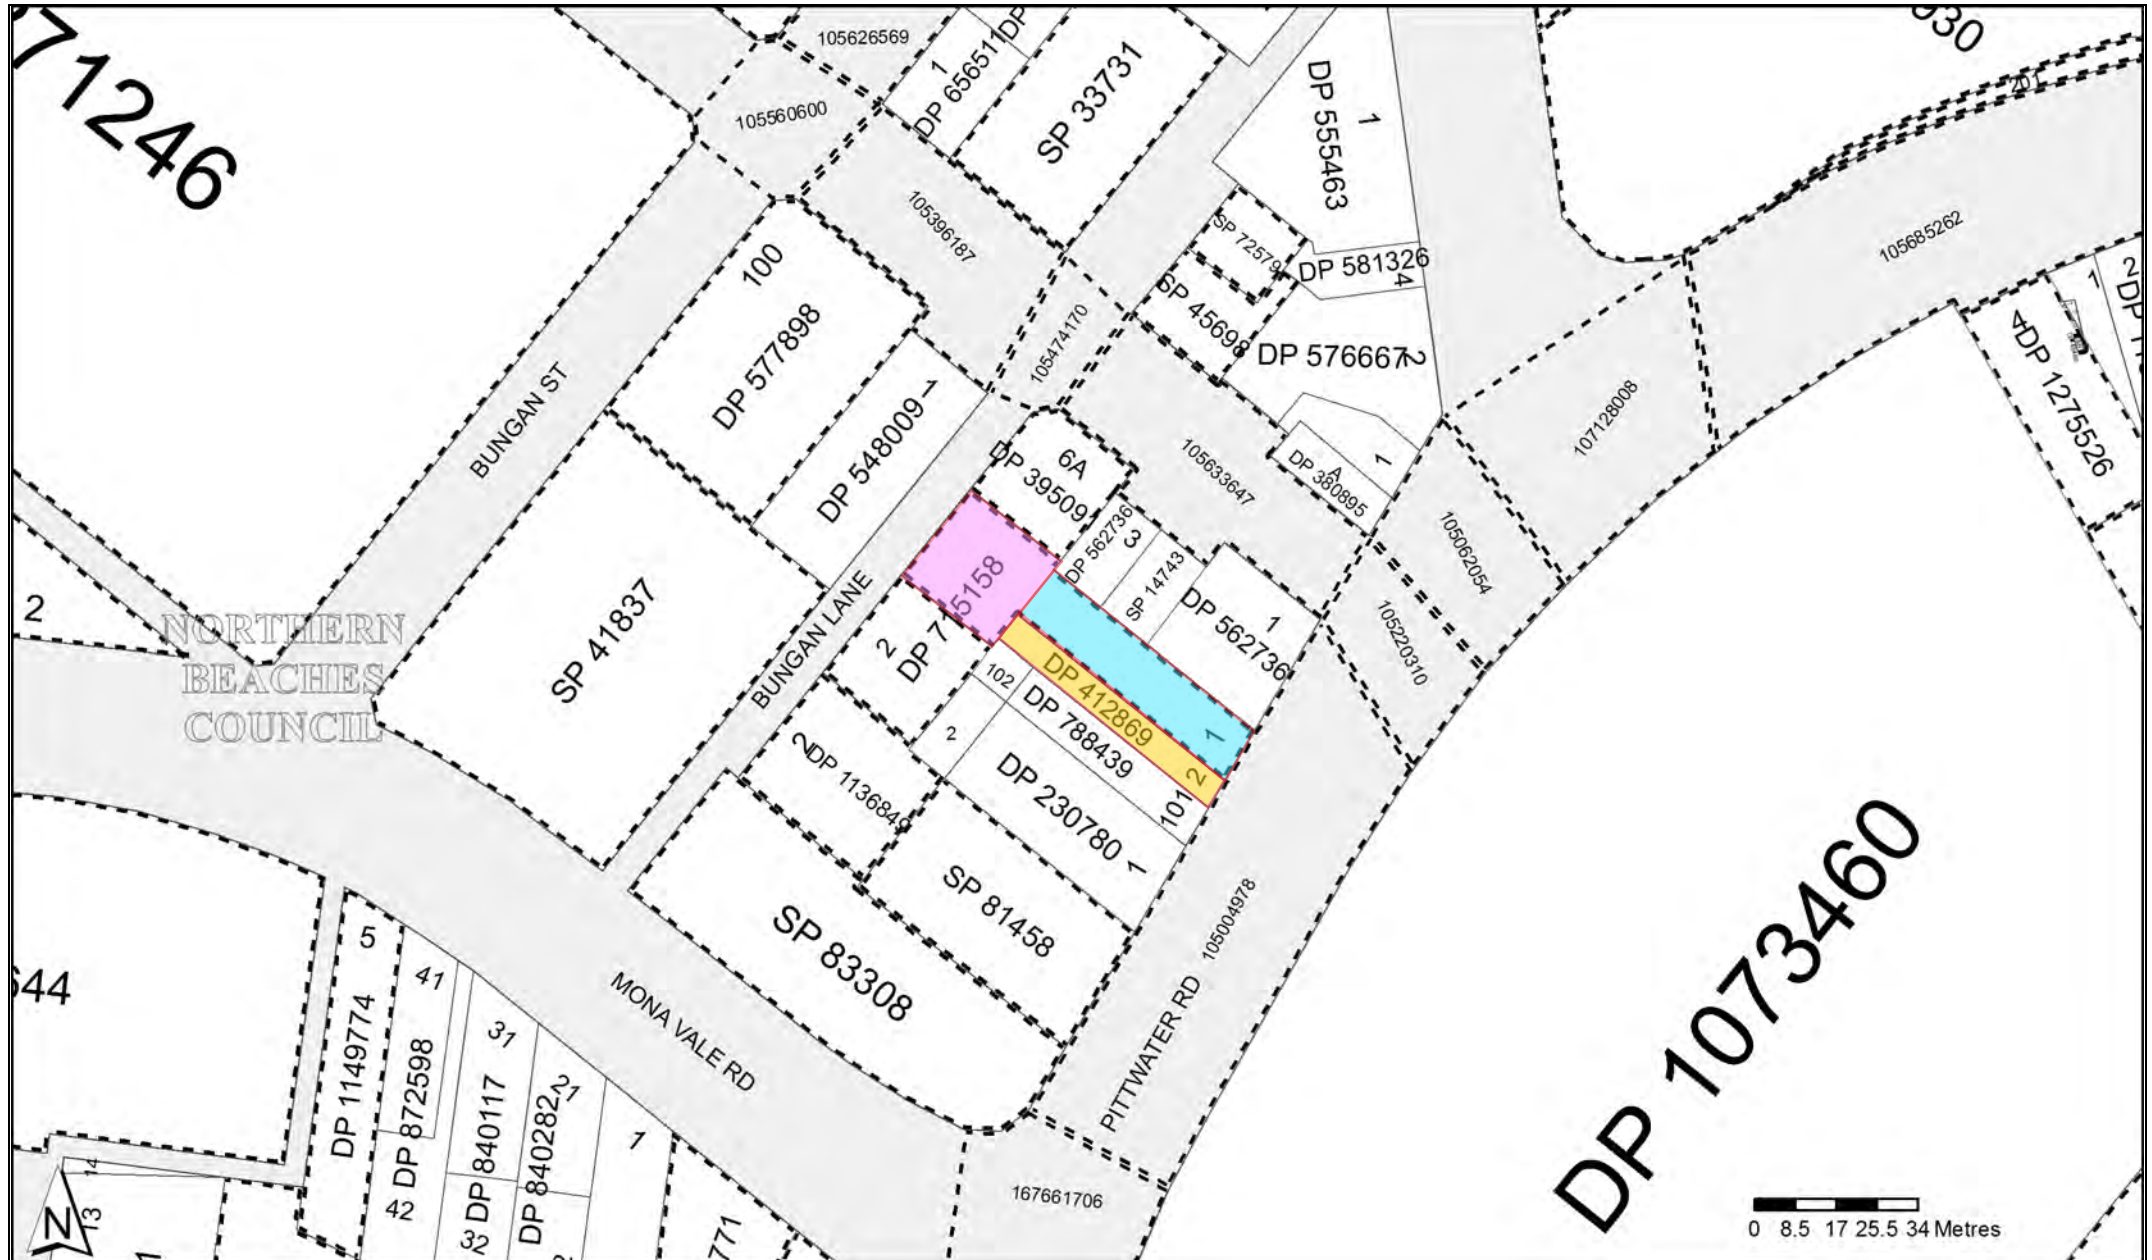 71246
105626569
1
DP 656511
DP
SP 33731
105560600
105396187
1
DP 555463
930
201
105685262
SP 72579
DP 581326
4
SP 45698
DP 576667
2
105474170
100
DP 577898
BUNGAN ST
1
DP 548009
6A
DP 39509
105633647
A
DP 380895
1
107128008
105062054
105220310
4
DP 1275526
1
2
DP
2
NORTHERN
BEACHES
COUNCIL
SP 41837
BUNGAN LANE
DP 562736
3
SP 14743
1
DP 562736
2
1
DP 412869
2
102
DP 788439
101
2
DP 230780
1
2
DP 1136849
SP 81458
SP 83308
MONA VALE RD
PITTWATER RD
105004978
DP 1073460
644
5
DP 1149774
41
42
DP 872598
31
32
DP 840117
21
DP 840282
1
771
14
13
1
N
167661706
0 8.5 17 25.5 34 Metres